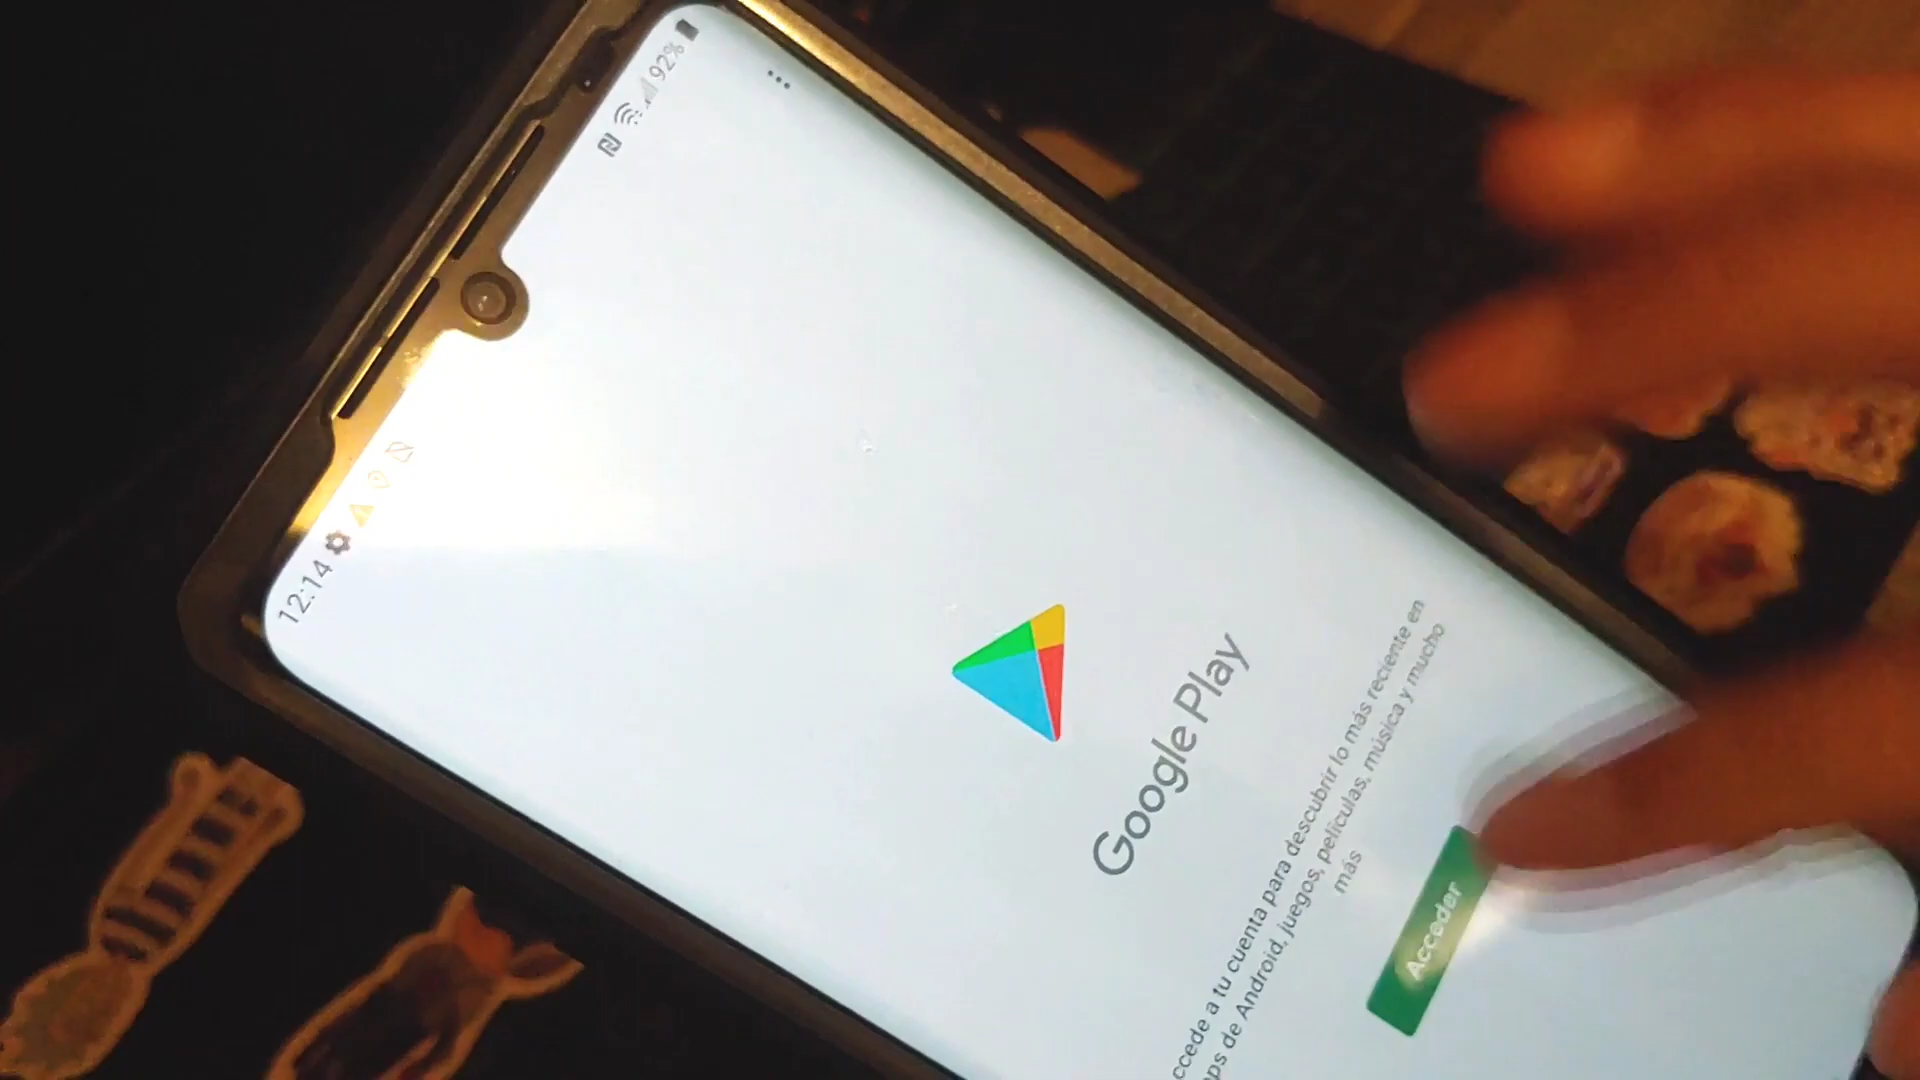 12:14
92%
Google Play
ccede a tu cuenta para descubrir lo más reciente en
ps de Android, juegos, películas, música y mucho
más
Acceder